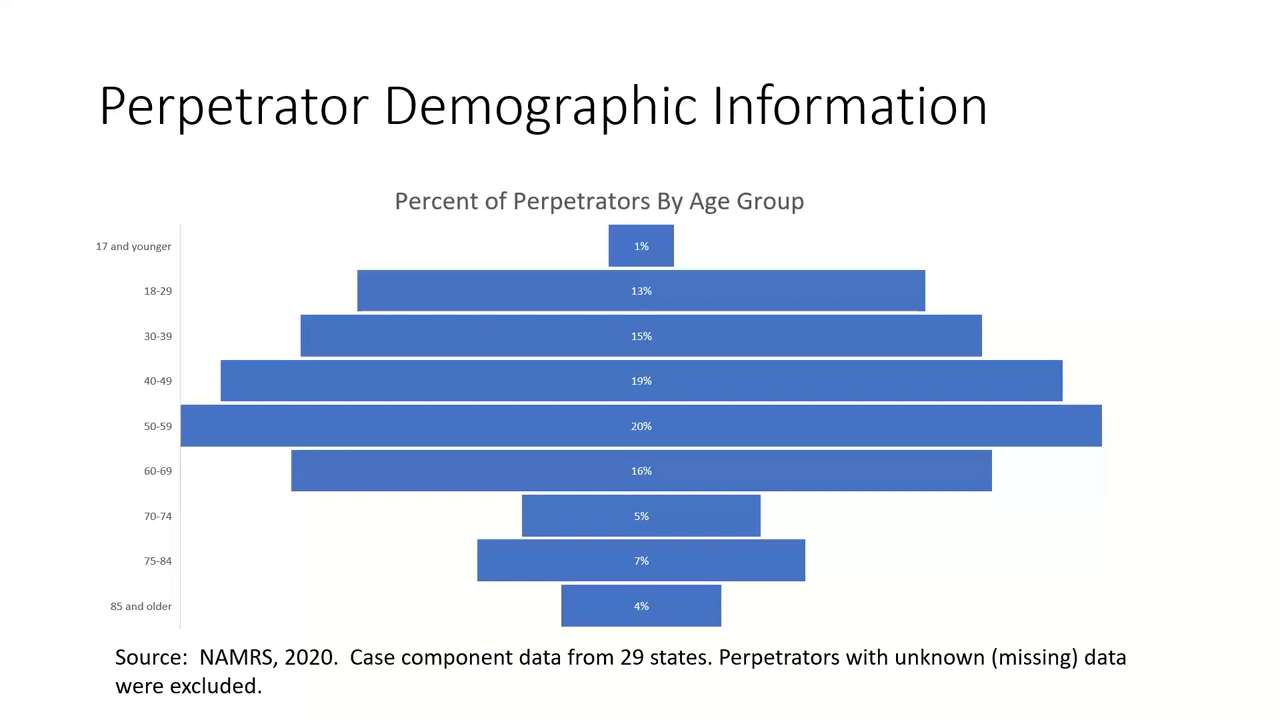 Perpetrator Demographic Information
Percent of Perpetrators By Age Group
17 and younger 1%
18-29 13%
30-39 15%
40-49 19%
50-59 20%
60-69 16%
70-74 5%
75-84 7%
85 and older 4%
Source:  NAMRS, 2020.  Case component data from 29 states. Perpetrators with unknown (missing) data
were excluded.